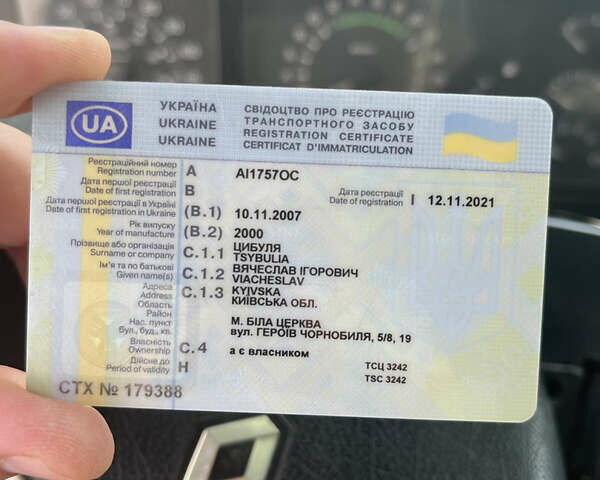 UA
УКРАЇНА
UKRAINE
UKRAINE
СВІДОЦТВО ПРО РЕЄСТРАЦІЮ
ТРАНСПОРТНОГО ЗАСОБУ
REGISTRATION CERTIFICATE
CERTIFICAT D'IMMATRICULATION
Реєстраційний номер
Registration number A AI1757OC
Дата першої реєстрації
Date of first registration B
Дата реєстрації
Date of registration I 12.11.2021
Дата першої реєстрації в Україні
Date of first registration in Ukraine (B.1) 10.11.2007
Рік випуску
Year of manufacture (B.2) 2000
Прізвище або організація
Surname or company C.1.1 ЦИБУЛЯ
TSYBULIA
Ім'я та по батькові
Given name(s) C.1.2 ВЯЧЕСЛАВ ІГОРОВИЧ
VIACHESLAV
Адреса
Address C.1.3 KYIVSKA
Область КИЇВСЬКА ОБЛ.
Район
Нас. пункт М. БІЛА ЦЕРКВА
бул., буд., кв. вул. ГЕРОЇВ ЧОРНОБИЛЯ, 5/8, 19
Власність
Ownership C.4 а є власником
Дійсне до
Period of validity H
ТСЦ 3242
TSC 3242
СТХ № 179388